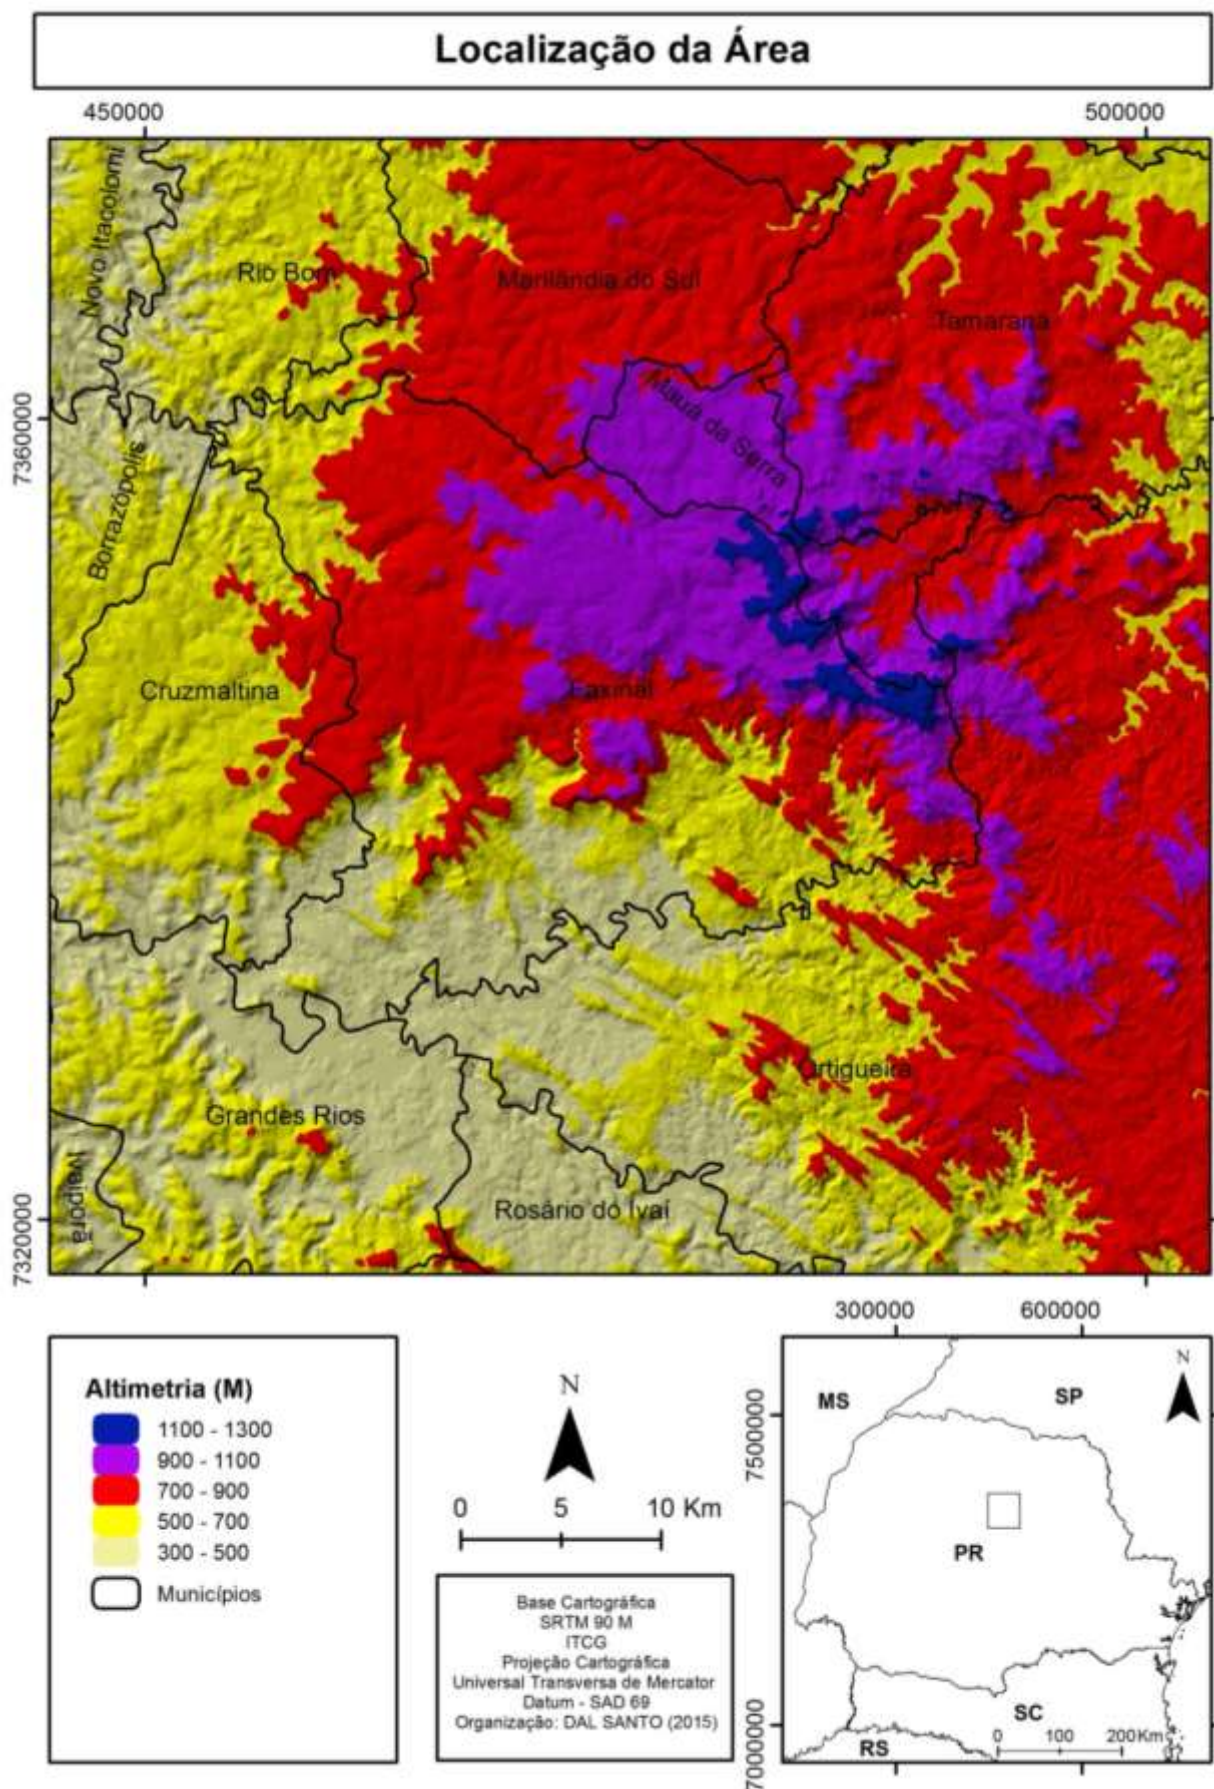 Localização da Área
450000
500000
Novo Itacolomi
Rio Bom
Marilândia do Sul
Tamarana
7360000
Mauá da Serra
Borrazópolis
Cruzmaltina
Faxinal
Ortigueira
Grandes Rios
Ivaiporã
Rosário do Ivaí
7320000
Altimetria (M)
1100 - 1300
900 - 1100
700 - 900
500 - 700
300 - 500
Municípios
N
0 5 10 Km
Base Cartográfica
SRTM 90 M
ITCG
Projeção Cartográfica
Universal Transversa de Mercator
Datum - SAD 69
Organização: DAL SANTO (2015)
300000
600000
N
MS
SP
7500000
PR
SC
0 100 200 Km
RS
7000000